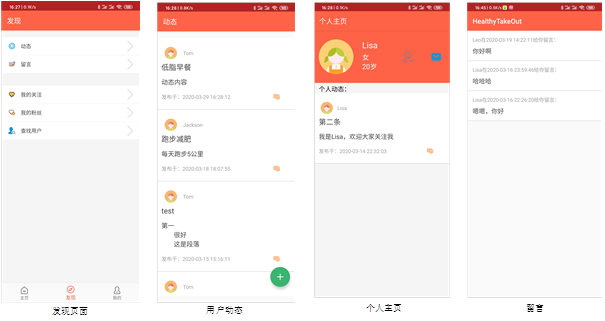 16:27 | 0.1K/s
发现
动态
留言
我的关注
我的粉丝
查找用户
主页
发现
我的
发现页面
16:28 | 0.3K/s
动态
Tom
低脂早餐
动态内容
发布于：2020-03-29 16:28:12
Jackson
跑步减肥
每天跑步5公里
发布于：2020-03-18 18:07:55
Tom
test
第一
很好
这是段落
发布于：2020-03-15 15:16:11
Tom
用户动态
16:28 | 0.1K/s
个人主页
Lisa
女
20岁
个人动态：
Lisa
第二条
我是Lisa，欢迎大家关注我
发布于：2020-03-14 22:32:03
个人主页
16:45 | 0.1K/s
HealthyTakeOut
Leo在2020-03-19 14:22:11给你留言：
你好啊
Lisa在2020-03-16 23:59:46给你留言：
哈哈哈
Lisa在2020-03-16 22:26:20给你留言：
嗯嗯，你好
留言